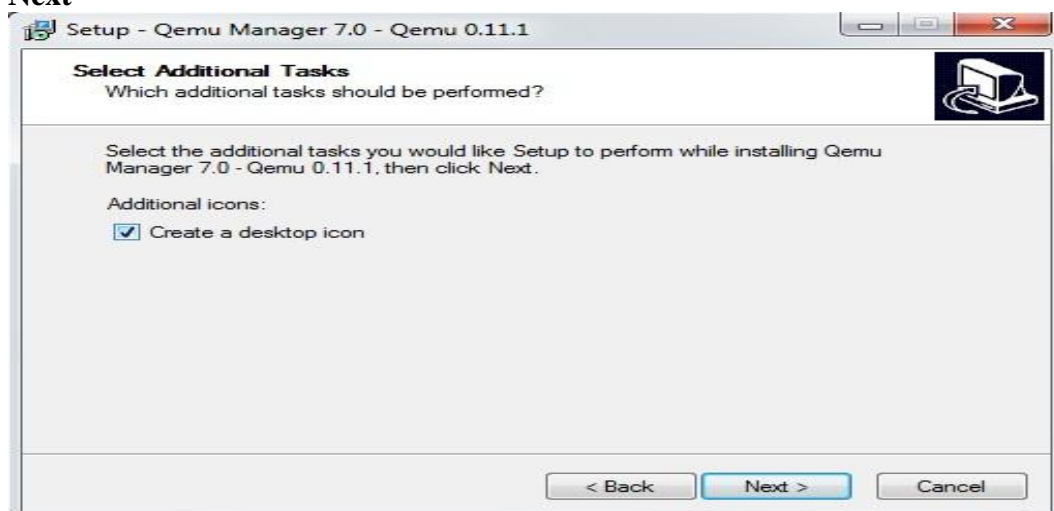 Next
Setup - Qemu Manager 7.0 - Qemu 0.11.1
Select Additional Tasks
Which additional tasks should be performed?
Select the additional tasks you would like Setup to perform while installing Qemu
Manager 7.0 - Qemu 0.11.1, then click Next.
Additional icons:
Create a desktop icon
< Back
Next >
Cancel